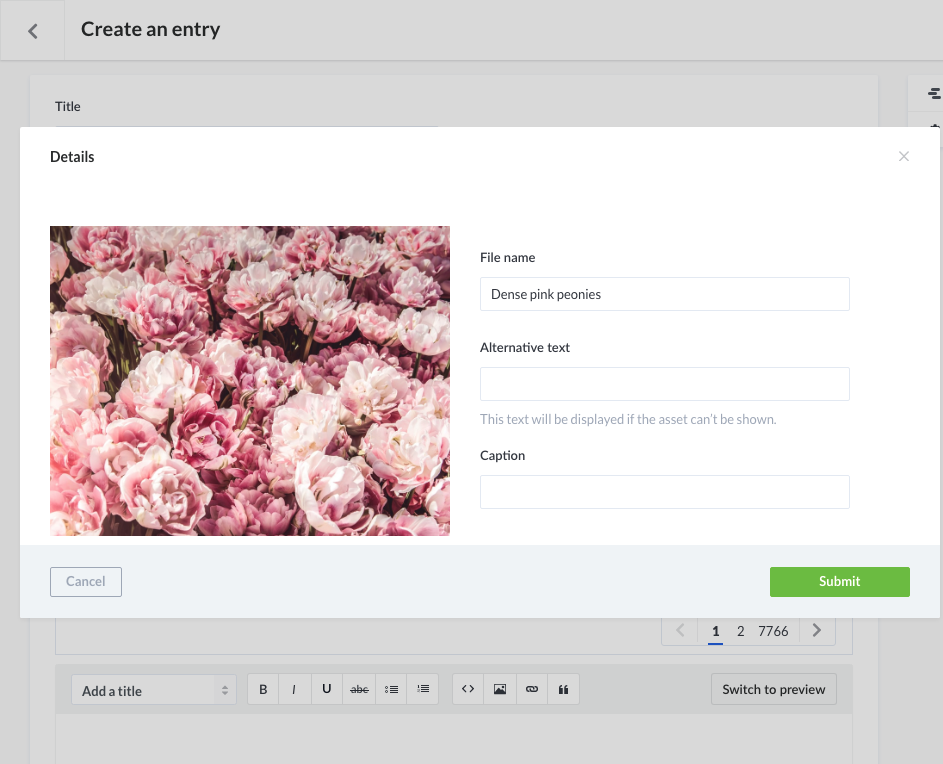 Create an entry
Title
Details
File name
Dense pink peonies
Alternative text
This text will be displayed if the asset can't be shown.
Caption
Cancel
Submit
1 2 7766
Add a title B I U abc Switch to preview